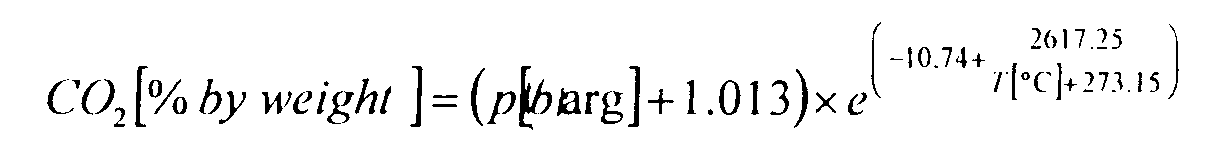 CO₂[% by weight ] = (p[barg] + 1.013) × e^(−10.74 + 2617.25 / (T[°C] + 273.15))